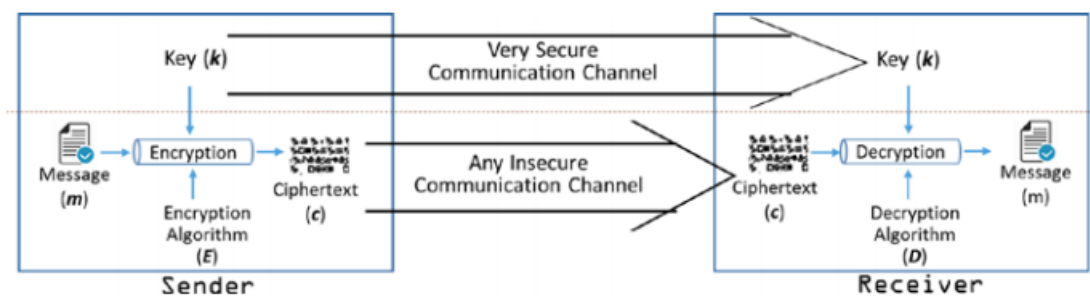 Key (k)
Very Secure
Communication Channel
Key (k)
Message
(m)
Encryption
Encryption
Algorithm
(E)
Ciphertext
(c)
Any Insecure
Communication Channel
Ciphertext
(c)
Decryption
Decryption
Algorithm
(D)
Message
(m)
Sender
Receiver